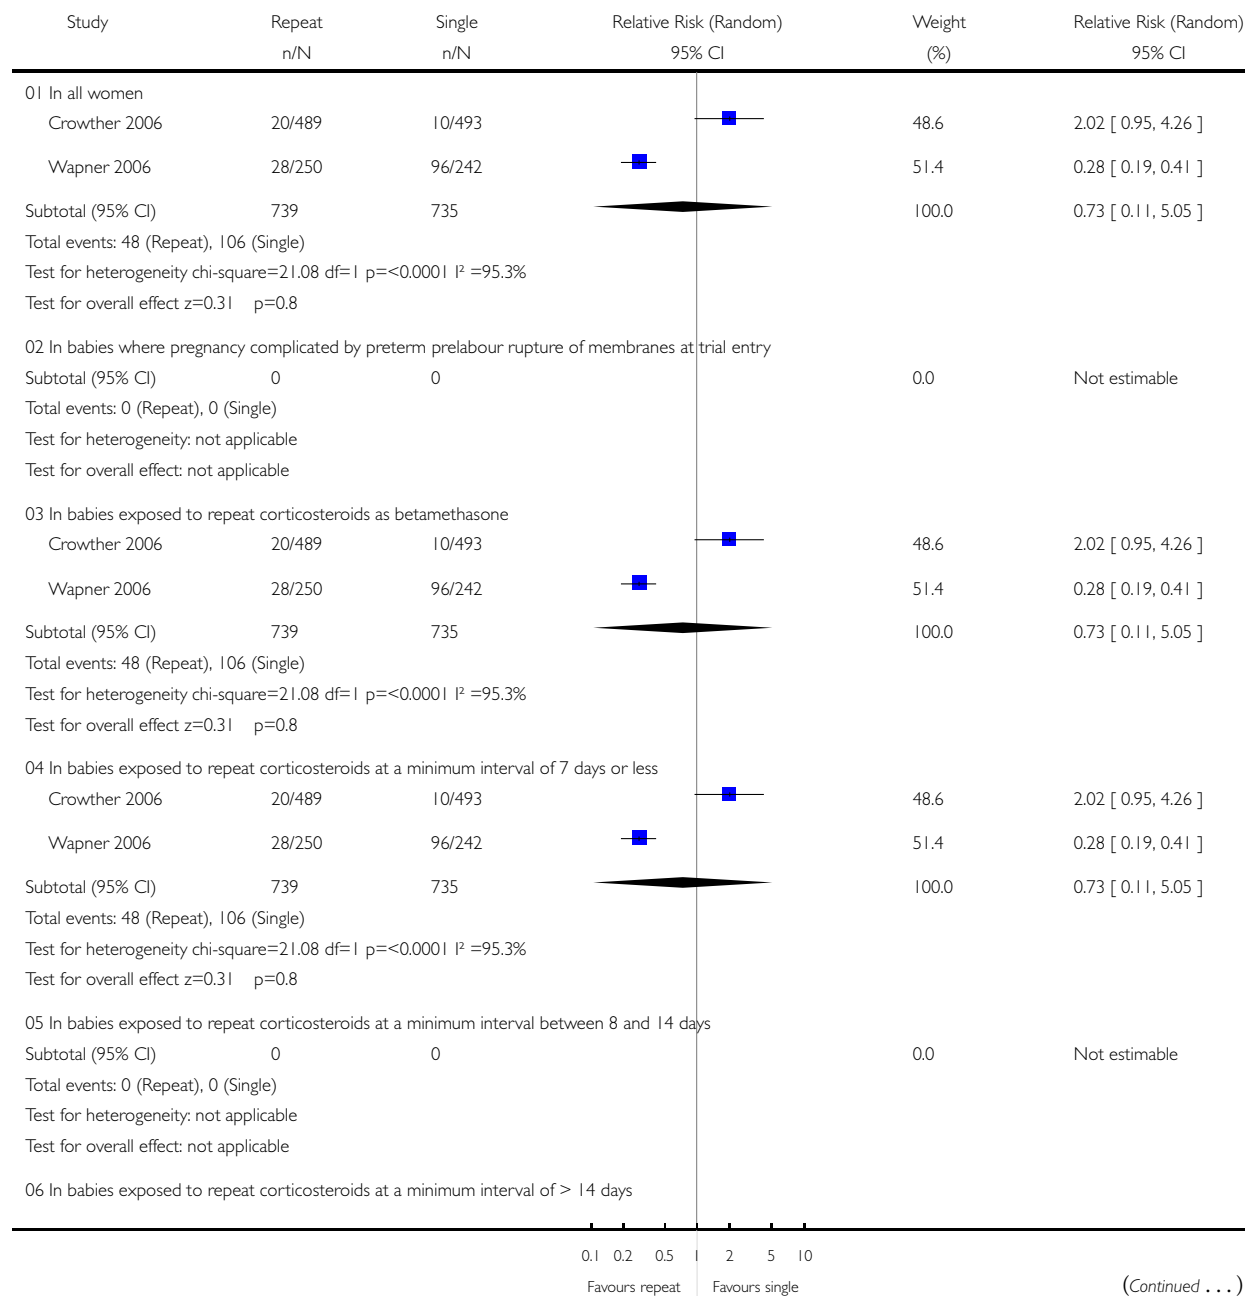 Study Repeat Single Relative Risk (Random) Weight Relative Risk (Random)
n/N n/N 95% CI (%) 95% CI
01 In all women
Crowther 2006 20/489 10/493 48.6 2.02 [ 0.95, 4.26 ]
Wapner 2006 28/250 96/242 51.4 0.28 [ 0.19, 0.41 ]
Subtotal (95% CI) 739 735 100.0 0.73 [ 0.11, 5.05 ]
Total events: 48 (Repeat), 106 (Single)
Test for heterogeneity chi-square=21.08 df=1 p=<0.0001 I² =95.3%
Test for overall effect z=0.31 p=0.8
02 In babies where pregnancy complicated by preterm prelabour rupture of membranes at trial entry
Subtotal (95% CI) 0 0 0.0 Not estimable
Total events: 0 (Repeat), 0 (Single)
Test for heterogeneity: not applicable
Test for overall effect: not applicable
03 In babies exposed to repeat corticosteroids as betamethasone
Crowther 2006 20/489 10/493 48.6 2.02 [ 0.95, 4.26 ]
Wapner 2006 28/250 96/242 51.4 0.28 [ 0.19, 0.41 ]
Subtotal (95% CI) 739 735 100.0 0.73 [ 0.11, 5.05 ]
Total events: 48 (Repeat), 106 (Single)
Test for heterogeneity chi-square=21.08 df=1 p=<0.0001 I² =95.3%
Test for overall effect z=0.31 p=0.8
04 In babies exposed to repeat corticosteroids at a minimum interval of 7 days or less
Crowther 2006 20/489 10/493 48.6 2.02 [ 0.95, 4.26 ]
Wapner 2006 28/250 96/242 51.4 0.28 [ 0.19, 0.41 ]
Subtotal (95% CI) 739 735 100.0 0.73 [ 0.11, 5.05 ]
Total events: 48 (Repeat), 106 (Single)
Test for heterogeneity chi-square=21.08 df=1 p=<0.0001 I² =95.3%
Test for overall effect z=0.31 p=0.8
05 In babies exposed to repeat corticosteroids at a minimum interval between 8 and 14 days
Subtotal (95% CI) 0 0 0.0 Not estimable
Total events: 0 (Repeat), 0 (Single)
Test for heterogeneity: not applicable
Test for overall effect: not applicable
06 In babies exposed to repeat corticosteroids at a minimum interval of > 14 days
0.1 0.2 0.5 1 2 5 10
Favours repeat Favours single (Continued . . . )